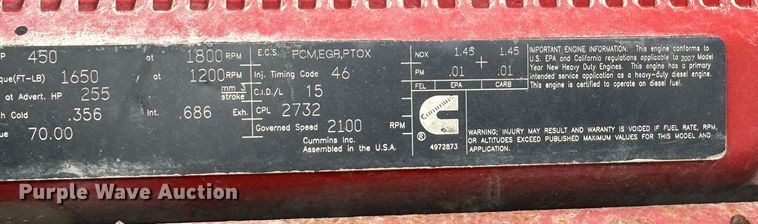 HP 450 at 1800 RPM
que(FT-LB) 1650 at 1200 RPM
at Advert. HP 255 mm 3 stroke
h Cold .356 Int. .686 Exh.
ue 70.00
E.C.S. PCM,EGR,PTOX
Inj. Timing Code 46
C.I.D./L 15
CPL 2732
Governed Speed 2100 RPM
Cummins Inc.
Assembled in the U.S.A.
NOX 1.45 + 1.45
PM .01 .01
FEL EPA CARB
Cummins
®
4972873
IMPORTANT ENGINE INFORMATION: This engine conforms to
U.S. EPA and California regulations applicable to 2007 Model
Year New Heavy Duty Engines. This engine has a primary
intended service application as a heavy-duty diesel engine.
This engine is certified to operate on diesel fuel.
WARNING: INJURY MAY RESULT AND WARRANTY IS VOIDED IF FUEL RATE, RPM,
OR ALTITUDES EXCEED PUBLISHED MAXIMUM VALUES FOR THIS MODEL AND
APPLICATION.
Purple Wave Auction